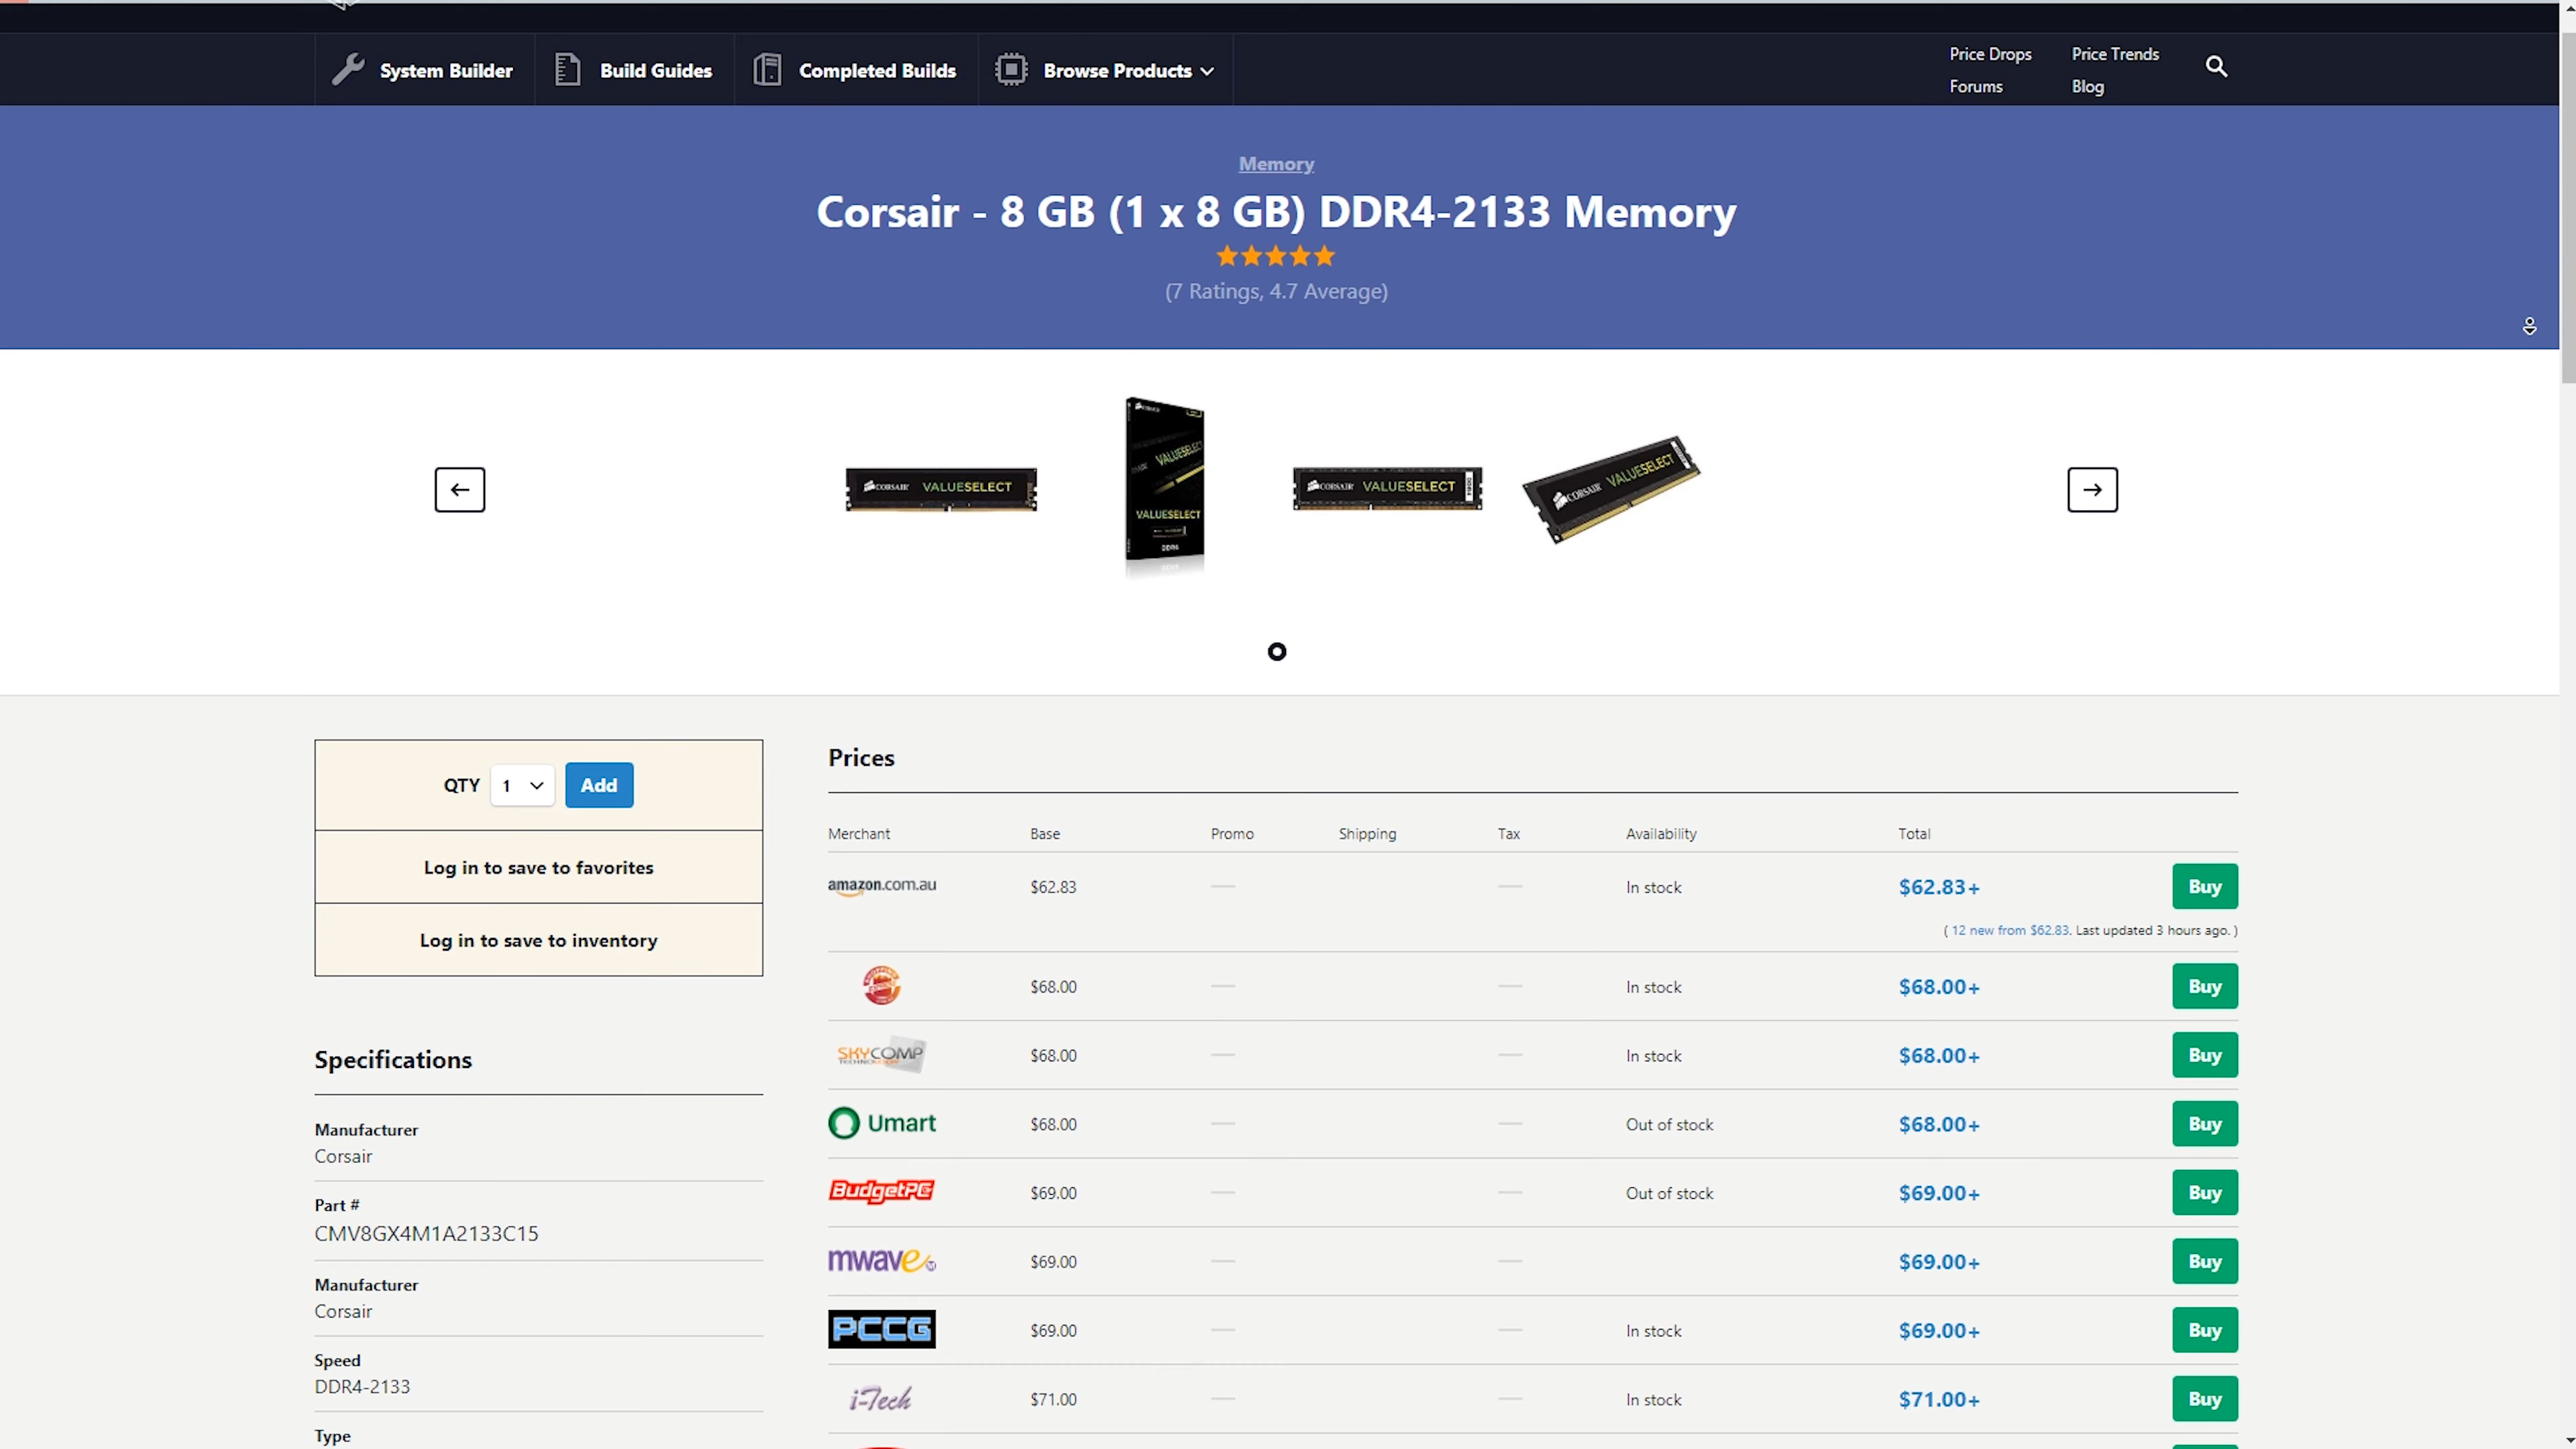 System Builder
Build Guides
Completed Builds
Browse Products
Price Drops
Price Trends
Forums
Blog
Memory
Corsair - 8 GB (1 x 8 GB) DDR4-2133 Memory
(7 Ratings, 4.7 Average)
CORSAIR VALUESELECT
VALUESELECT
VALUESELECT
DDR4
CORSAIR VALUESELECT
CORSAIR VALUESELECT
QTY 1 Add
Log in to save to favorites
Log in to save to inventory
Specifications
Manufacturer
Corsair
Part #
CMV8GX4M1A2133C15
Manufacturer
Corsair
Speed
DDR4-2133
Type
Prices
Merchant Base Promo Shipping Tax Availability Total
amazon.com.au $62.83 — — In stock $62.83+ Buy
( 12 new from $62.83. Last updated 3 hours ago. )
$68.00 — — In stock $68.00+ Buy
SKYCOMP $68.00 — — In stock $68.00+ Buy
Umart $68.00 — — Out of stock $68.00+ Buy
BudgetPC $69.00 — — Out of stock $69.00+ Buy
mwave $69.00 — — $69.00+ Buy
PCCG $69.00 — — In stock $69.00+ Buy
i-Tech $71.00 — — In stock $71.00+ Buy